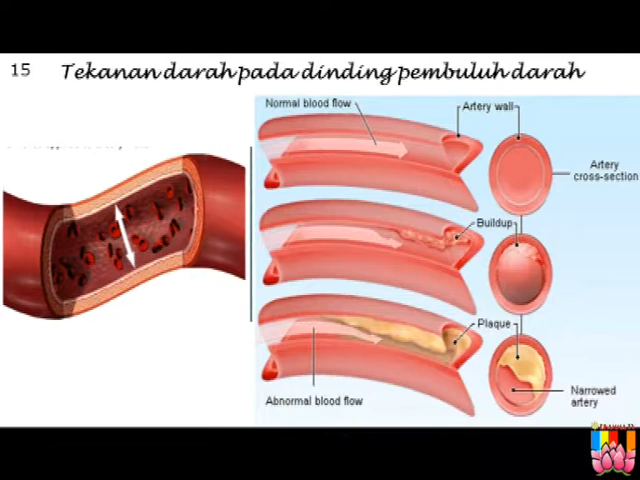 15
Tekanan darah pada dinding pembuluh darah
Normal blood flow
Artery wall
Artery
cross-section
Buildup
Plaque
Abnormal blood flow
Narrowed
artery